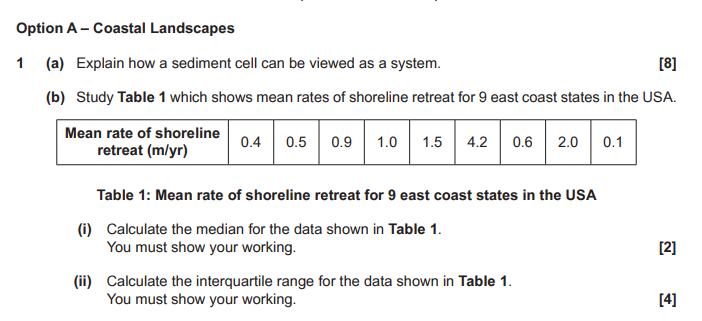 Option A – Coastal Landscapes
1 (a) Explain how a sediment cell can be viewed as a system. [8]
(b) Study Table 1 which shows mean rates of shoreline retreat for 9 east coast states in the USA.
Mean rate of shoreline
retreat (m/yr) 0.4 0.5 0.9 1.0 1.5 4.2 0.6 2.0 0.1
Table 1: Mean rate of shoreline retreat for 9 east coast states in the USA
(i) Calculate the median for the data shown in Table 1.
You must show your working. [2]
(ii) Calculate the interquartile range for the data shown in Table 1.
You must show your working. [4]